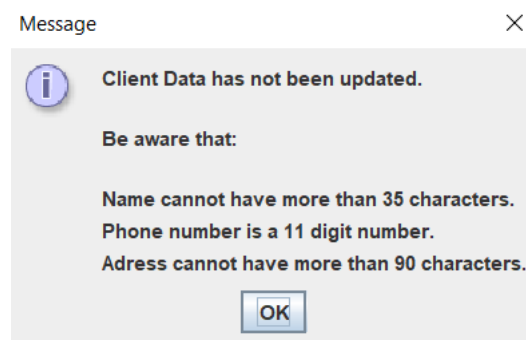 Message
Client Data has not been updated.
Be aware that:
Name cannot have more than 35 characters.
Phone number is a 11 digit number.
Adress cannot have more than 90 characters.
OK